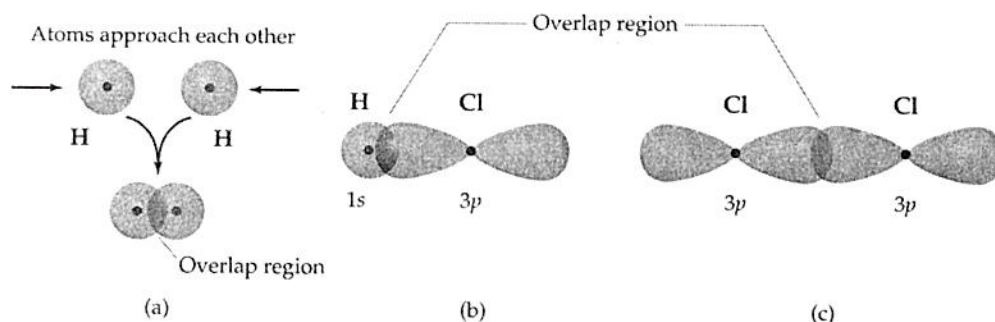 Atoms approach each other
H
H
Overlap region
(a)
Overlap region
H
Cl
1s
3p
(b)
Cl
Cl
3p
3p
(c)